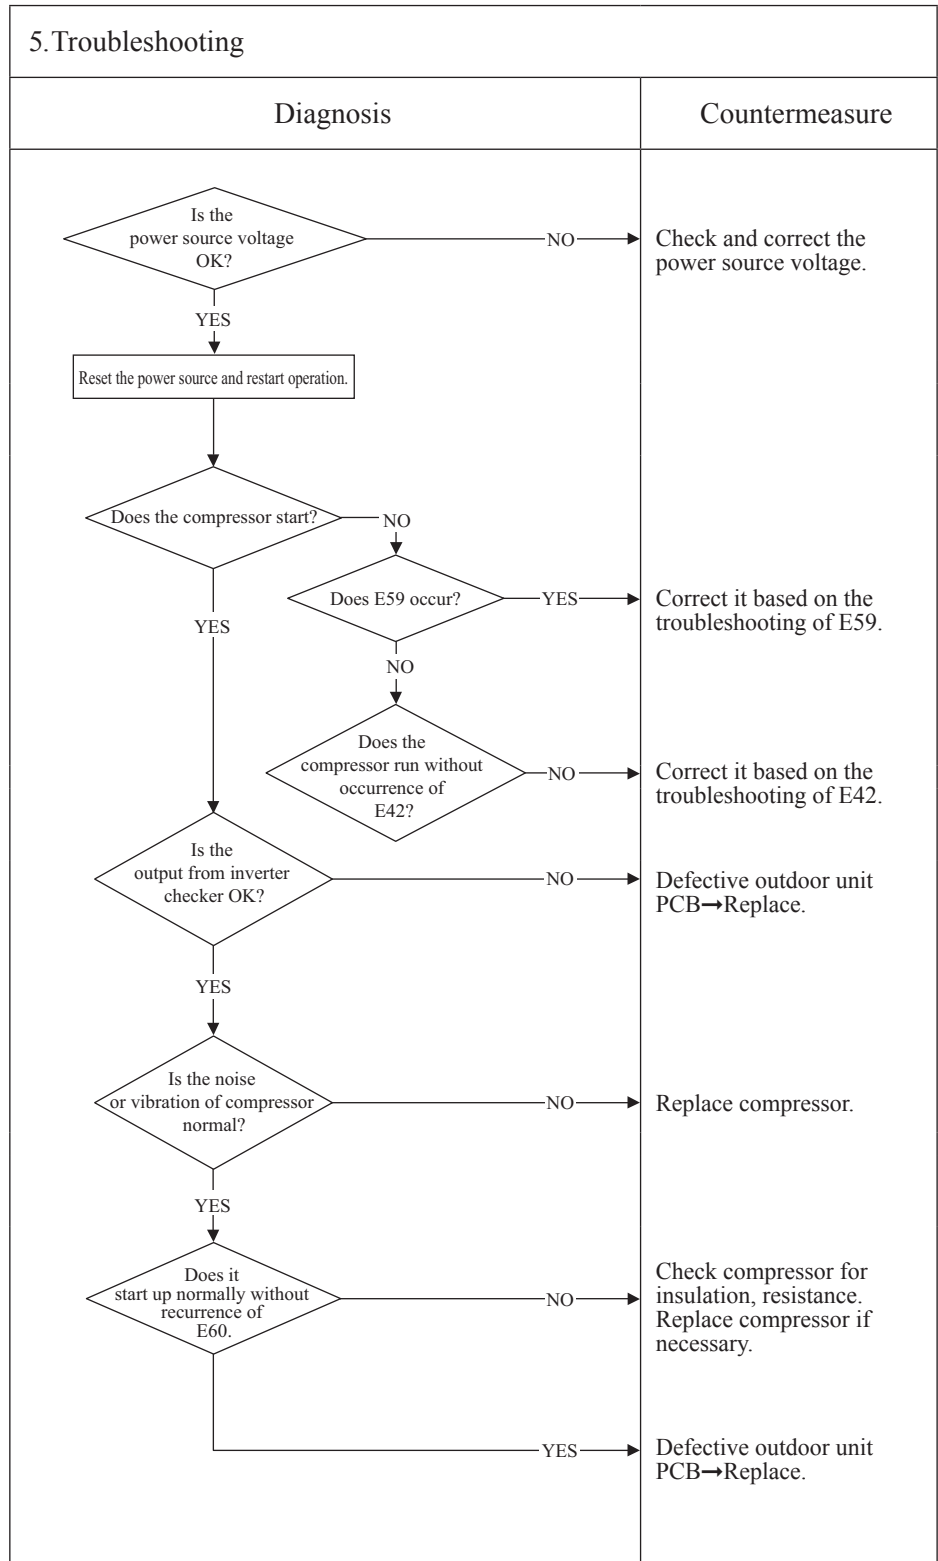 5.Troubleshooting
Diagnosis
Countermeasure
Is the
power source voltage
OK?
NO
Check and correct the
power source voltage.
YES
Reset the power source and restart operation.
Does the compressor start?
NO
Does E59 occur?
YES
Correct it based on the
troubleshooting of E59.
YES
NO
Does the
compressor run without
occurrence of
E42?
NO
Correct it based on the
troubleshooting of E42.
Is the
output from inverter
checker OK?
NO
Defective outdoor unit
PCB→Replace.
YES
Is the noise
or vibration of compressor
normal?
NO
Replace compressor.
YES
Does it
start up normally without
recurrence of
E60.
NO
Check compressor for
insulation, resistance.
Replace compressor if
necessary.
YES
Defective outdoor unit
PCB→Replace.